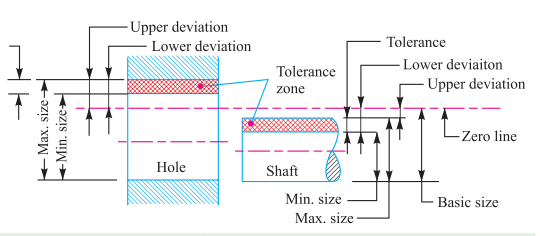 Upper deviation
Lower deviation
Tolerance
Lower deviaiton
Upper deviation
Tolerance
zone
Max. size
Min. size
Zero line
Hole
Shaft
Min. size
Max. size
Basic size